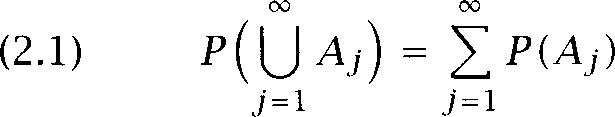 (2.1) P(⋃_{j=1}^{∞} A_j) = ∑_{j=1}^{∞} P(A_j)